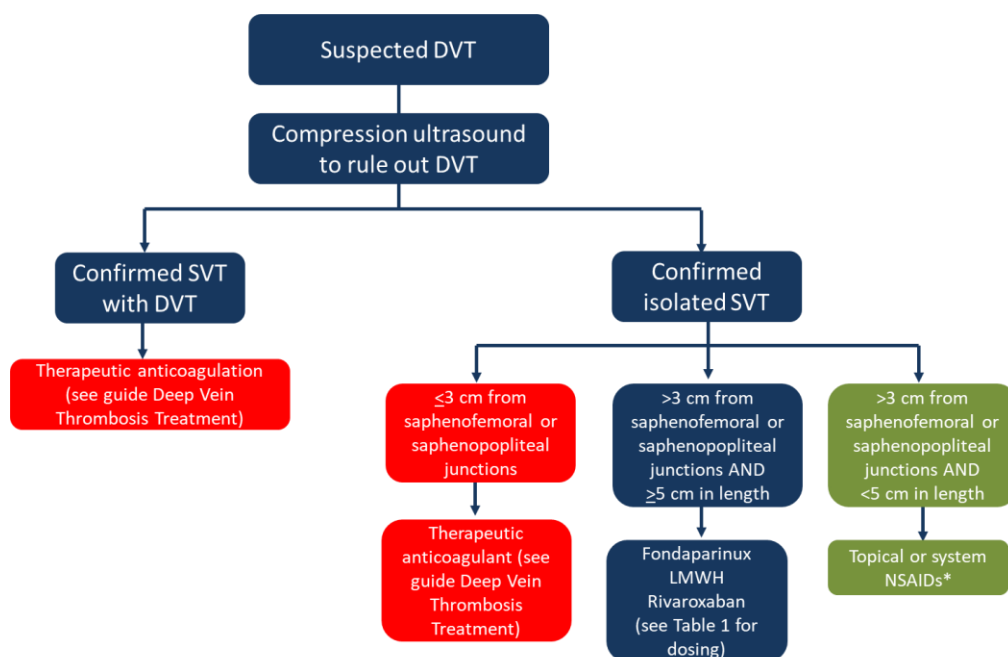 Suspected DVT
Compression ultrasound
to rule out DVT
Confirmed SVT
with DVT
Confirmed
isolated SVT
Therapeutic anticoagulation
(see guide Deep Vein
Thrombosis Treatment)
≤3 cm from
saphenofemoral or
saphenopopliteal
junctions
>3 cm from
saphenofemoral or
saphenopopliteal
junctions AND
≥5 cm in length
>3 cm from
saphenofemoral or
saphenopopliteal
junctions AND
<5 cm in length
Therapeutic
anticoagulant (see
guide Deep Vein
Thrombosis
Treatment)
Fondaparinux
LMWH
Rivaroxaban
(see Table 1 for
dosing)
Topical or system
NSAIDs*